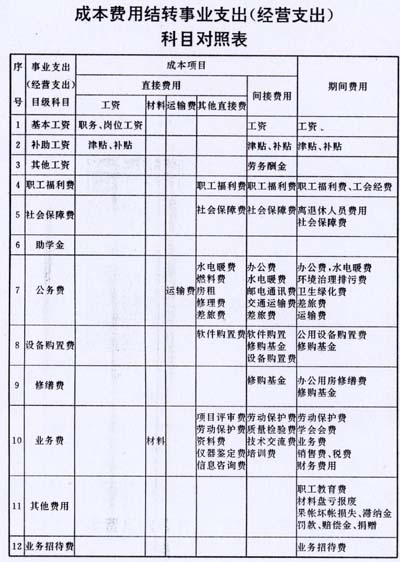 成本费用结转事业支出(经营支出)
科目对照表
序号
事业支出
(经营支出)
目级科目
成本项目
直接费用
工资
材料
运输费
其他直接费
间接费用
期间费用
1 基本工资 职务、岗位工资 工资 工资
2 补助工资 津贴、补贴 津贴、补贴 津贴、补贴
3 其他工资 劳务酬金
4 职工福利费 职工福利费 职工福利费 职工福利费、工会经费
5 社会保障费 社会保障费 社会保障费 离退休人员费用
社会保障费
6 助学金
7 公务费 运输费
水电暖费 办公费 办公费,水电暖费
燃料费 水电暖费 环境治理排污费
房租 邮电通讯费 卫生绿化费
修理费 交通运输费 差旅费
差旅费 差旅费 运输费
8 设备购置费
软件购置费 软件购置 公用设备购置费
修购基金 修购基金
设备购置费
9 修缮费 修购基金 办公用房修缮费
修购基金
10 业务费 材料
项目评审费 劳动保护费 劳动保护费
劳动保护费 质量检验费 学会会费
资料费 技术交流费 业务费
仪器鉴定费 培训费 销售费、税费
信息咨询费 财务费用
11 其他费用
职工教育费
材料盘亏报废
呆帐坏帐损失、滞纳金
罚款、赔偿金、捐赠
12 业务招待费 业务招待费